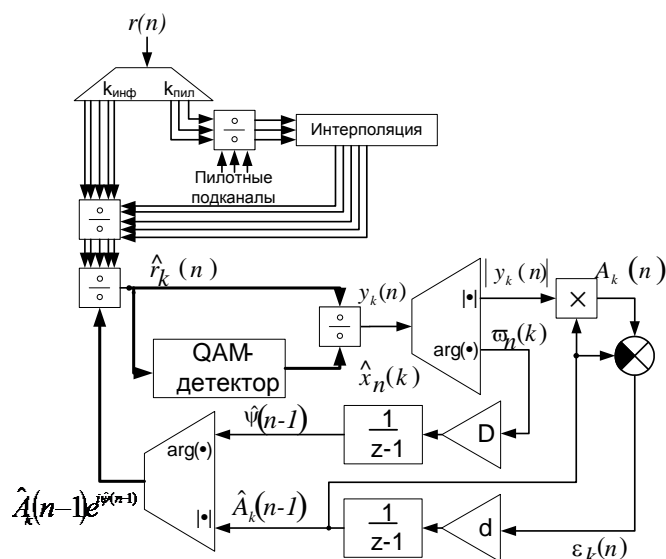 r(n)
kинф kпил
÷
Интерполяция
Пилотные
подканалы
÷
÷
r̂k (n)
÷
yk(n)
|yk(n)|
×
Ak (n)
|•|
arg(•)
ϖn(k)
QAM-
детектор
x̂n(k)
ψ̂(n-1)
1
z-1
D
arg(•)
|•|
Âk(n-1)e^jψ̂(n-1)
Âk(n-1)
1
z-1
d
εk(n)